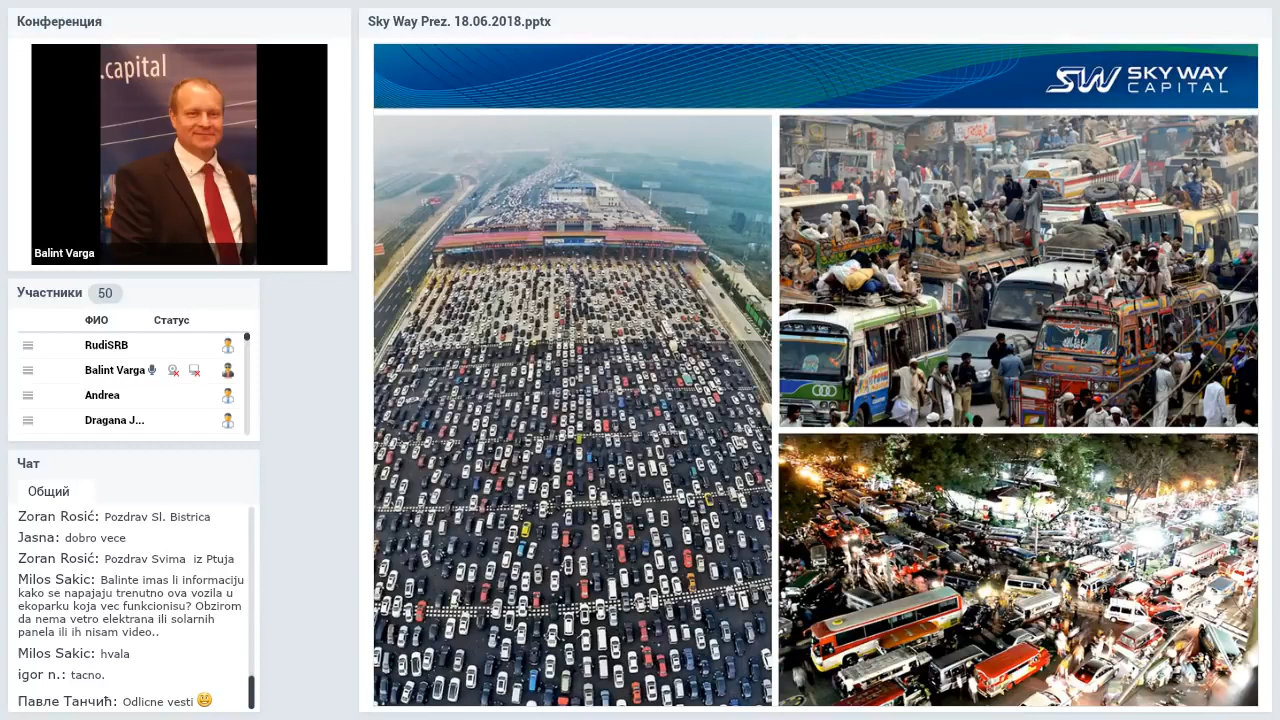 Конференция
.capital
Balint Varga
Участники 50
ФИО Статус
RudiSRB
Balint Varga
Andrea
Dragana J...
Чат
Общий
Zoran Rosić: Pozdrav Sl. Bistrica
Jasna: dobro vece
Zoran Rosić: Pozdrav Svima  iz Ptuja
Milos Sakic: Balinte imas li informaciju
kako se napajaju trenutno ova vozila u
ekoparku koja vec funkcionisu? Obzirom
da nema vetro elektrana ili solarnih
panela ili ih nisam video..
Milos Sakic: hvala
igor n.: tacno.
Павле Танчић: Odlicne vesti
Sky Way Prez. 18.06.2018.pptx
SW SKY WAY
CAPITAL